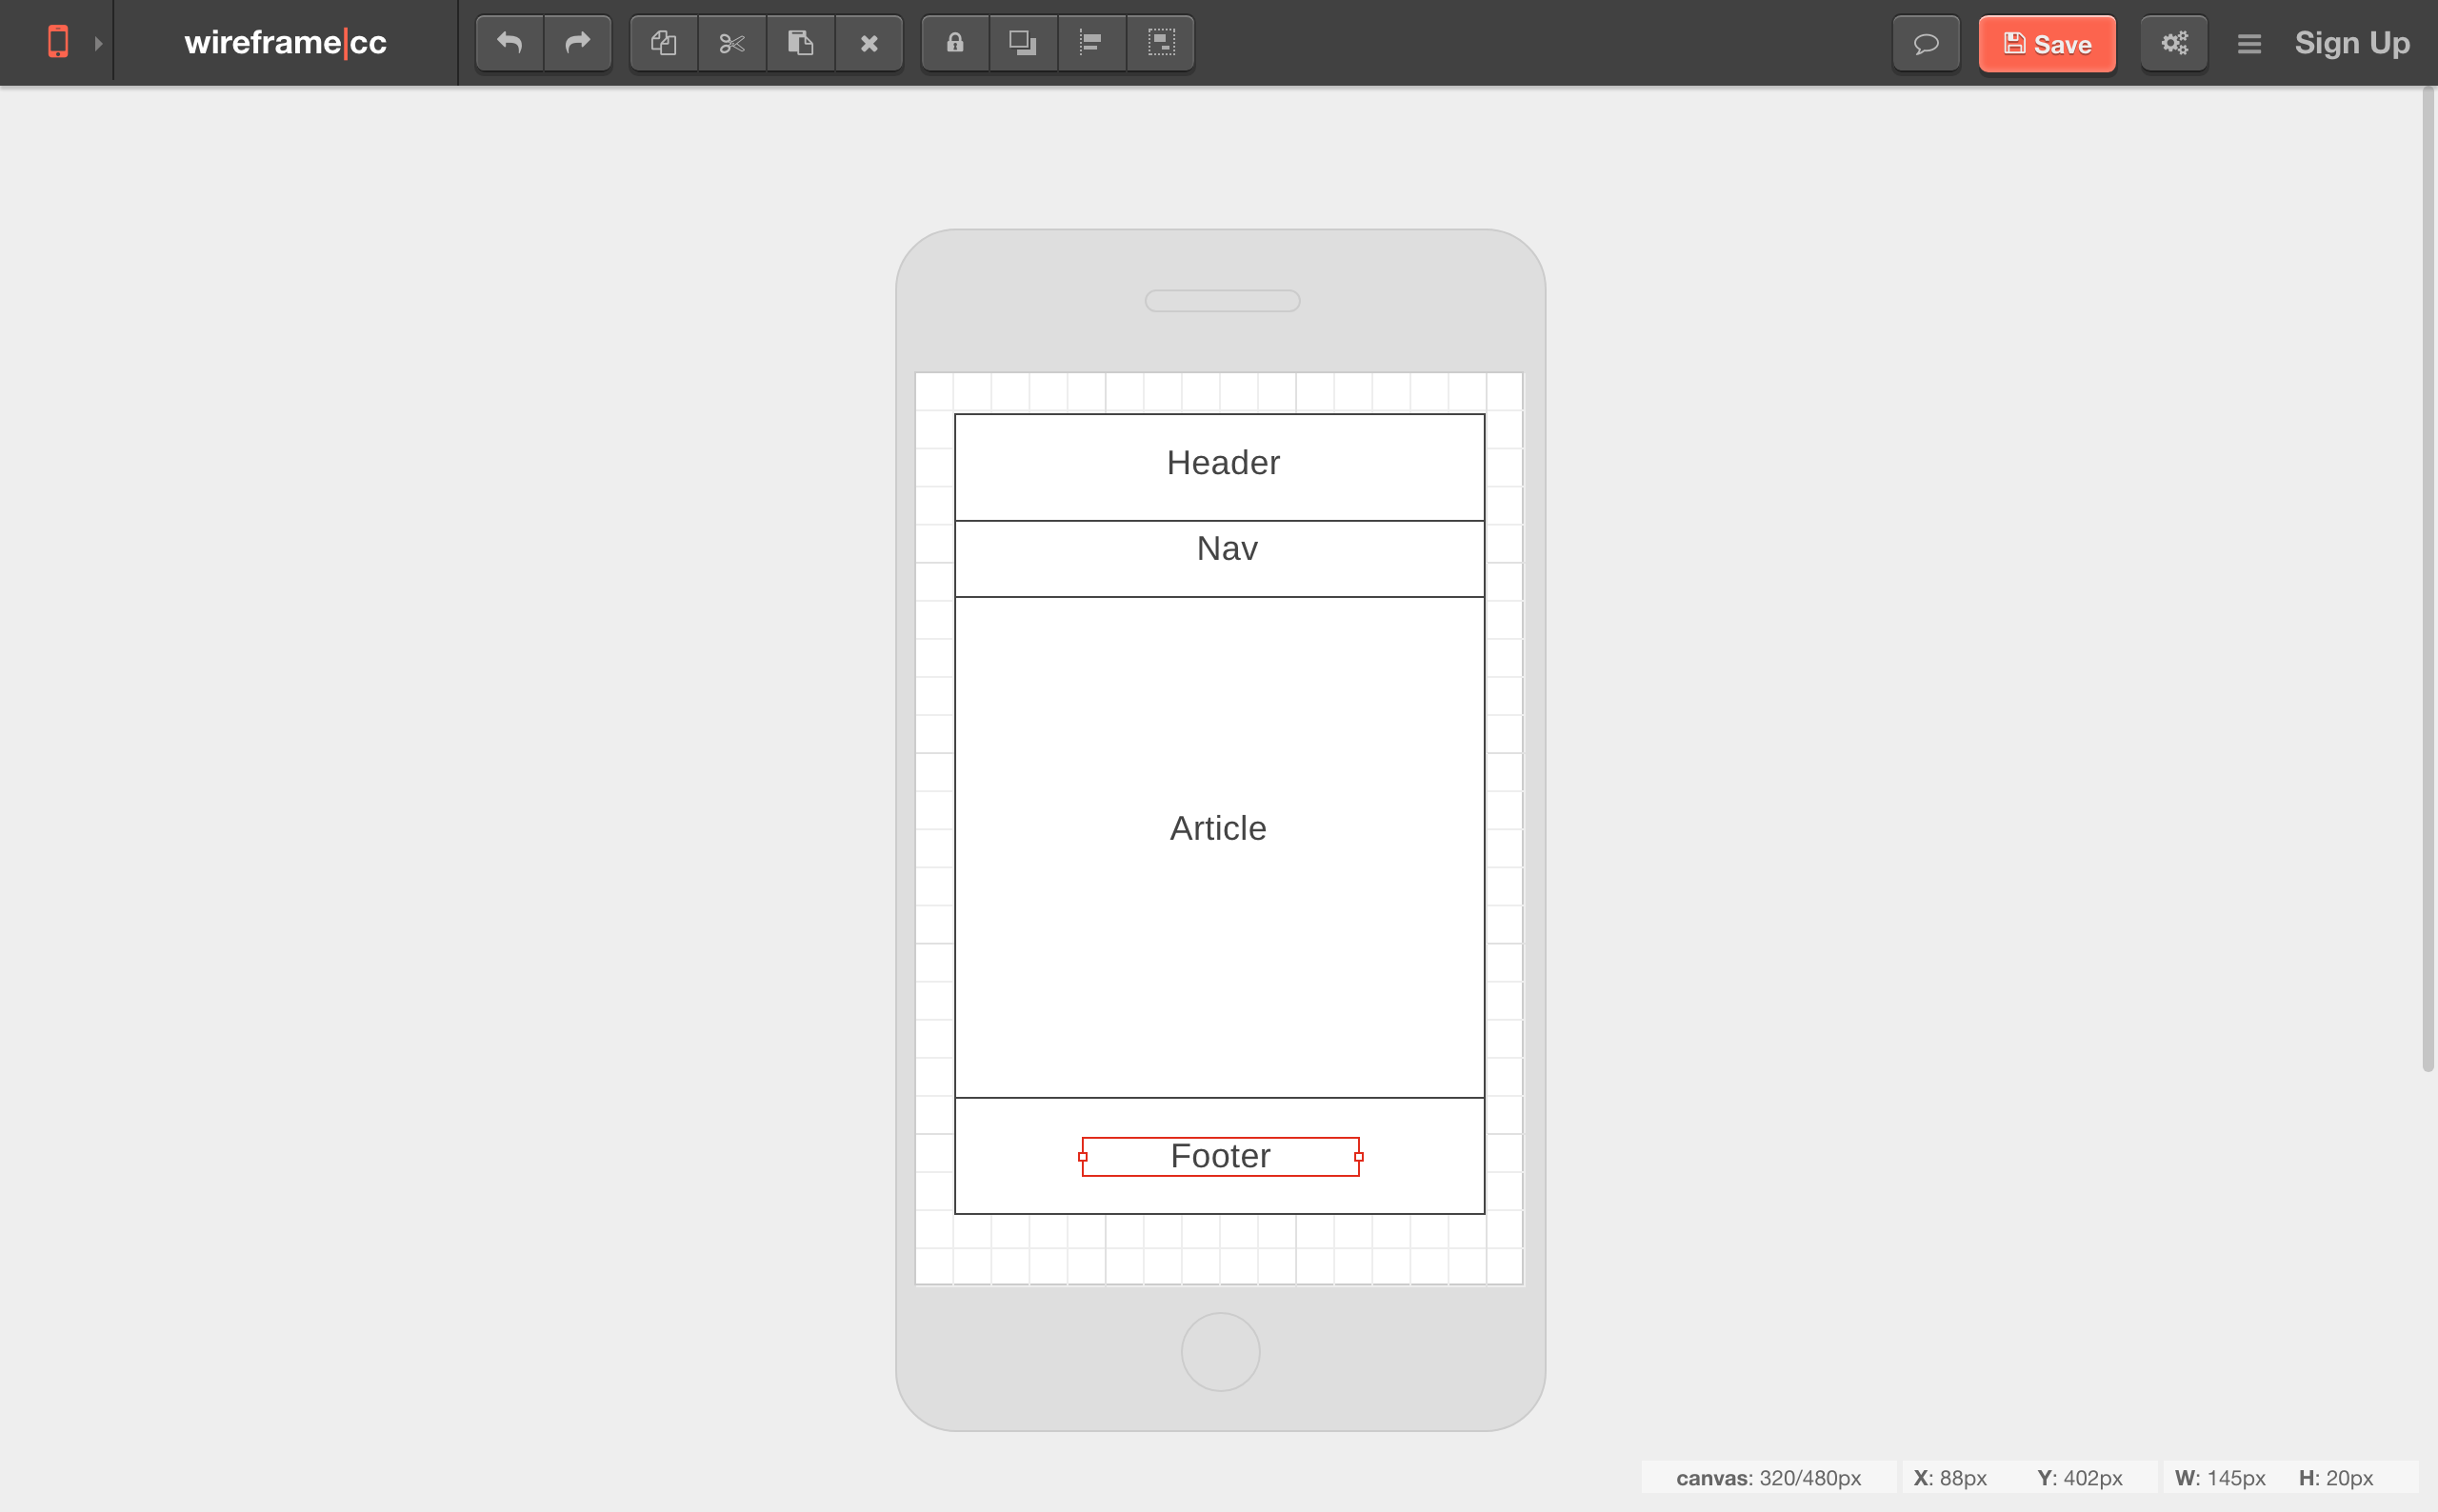 wireframe|cc
Save
Sign Up
Header
Nav
Article
Footer
canvas: 320/480px X: 88px Y: 402px W: 145px H: 20px